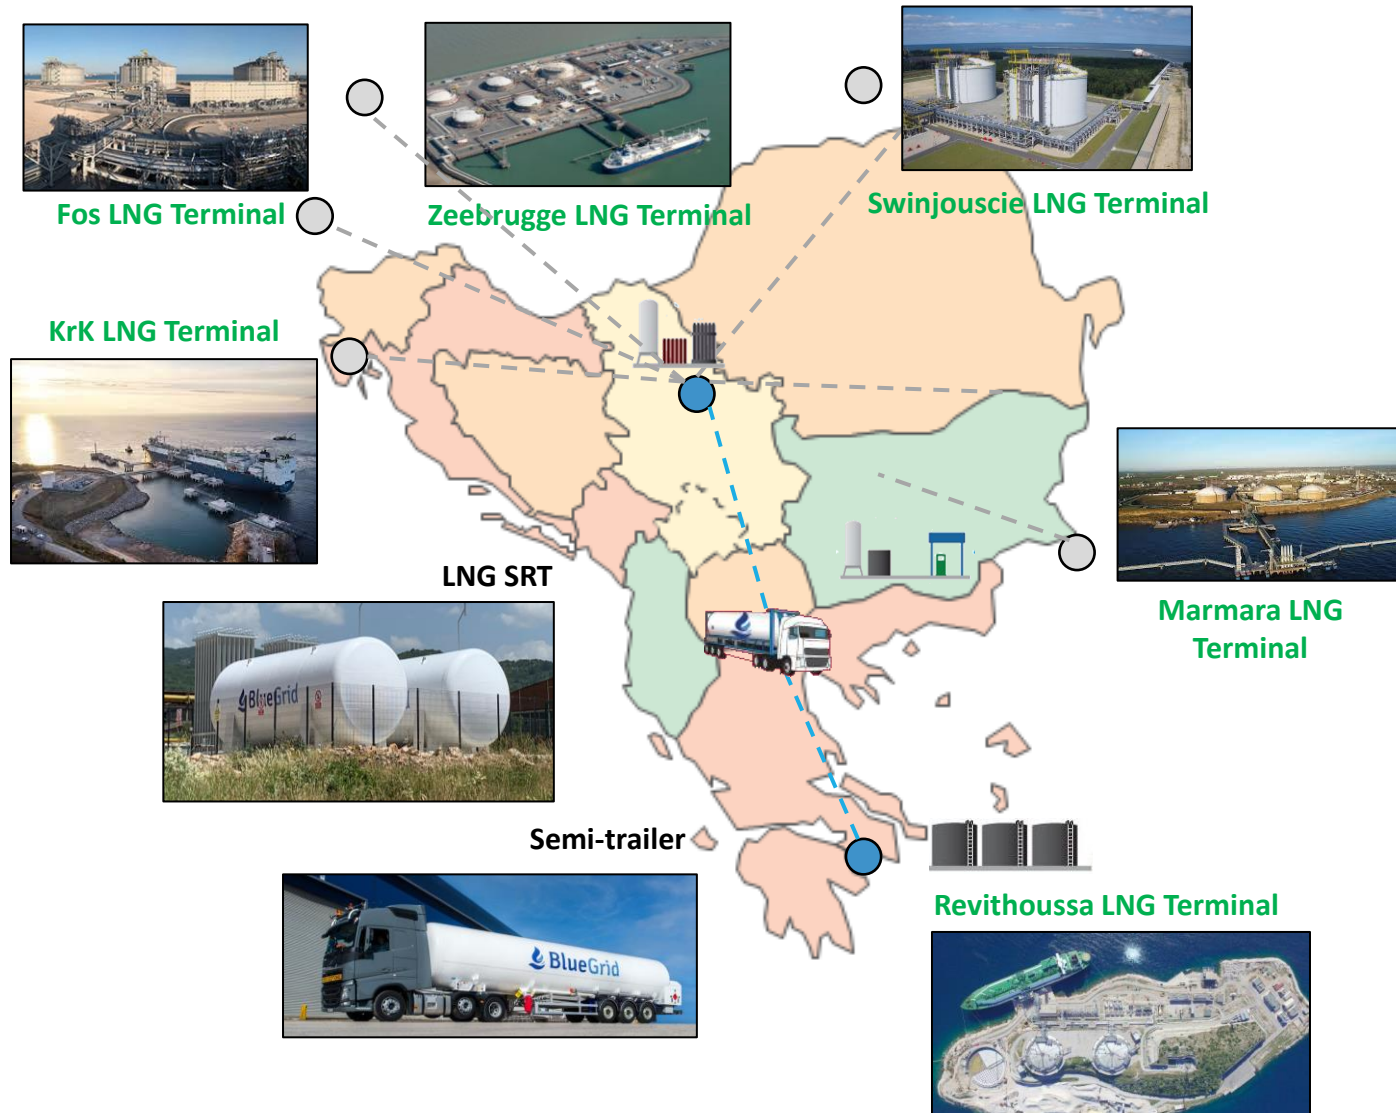 Fos LNG Terminal
Zeebrugge LNG Terminal
Swinjouscie LNG Terminal
KrK LNG Terminal
LNG SRT
BlueGrid
Marmara LNG
Terminal
Semi-trailer
BlueGrid
Revithoussa LNG Terminal